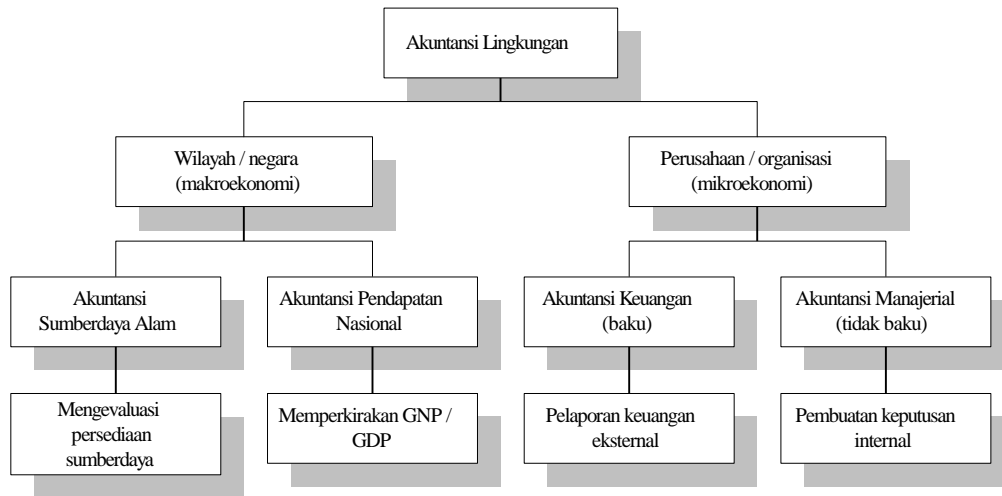 Akuntansi Lingkungan
Wilayah / negara
(makroekonomi)
Perusahaan / organisasi
(mikroekonomi)
Akuntansi
Sumberdaya Alam
Akuntansi Pendapatan
Nasional
Akuntansi Keuangan
(baku)
Akuntansi Manajerial
(tidak baku)
Mengevaluasi
persediaan
sumberdaya
Memperkirakan GNP /
GDP
Pelaporan keuangan
eksternal
Pembuatan keputusan
internal